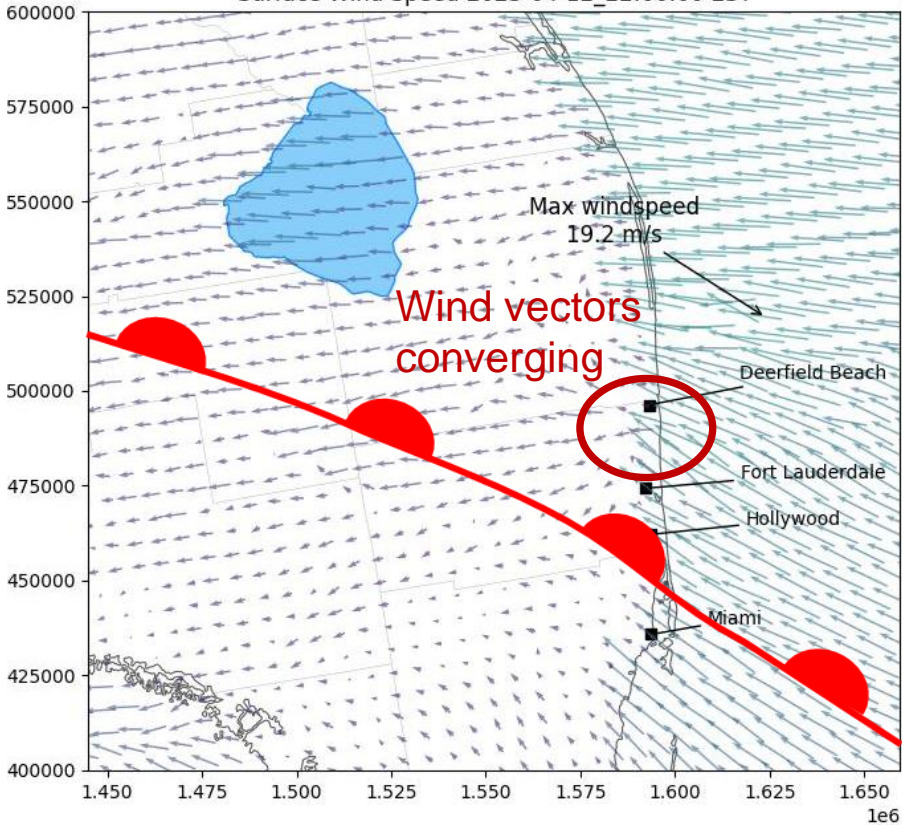 600000
575000
550000
525000
500000
475000
450000
425000
400000
Max windspeed
19.2 m/s
Wind vectors
converging
Deerfield Beach
Fort Lauderdale
Hollywood
Miami
1.450 1.475 1.500 1.525 1.550 1.575 1.600 1.625 1.650
1e6